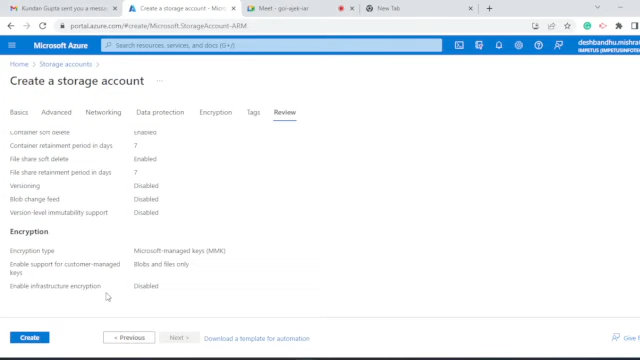 Kundan Gupta sent you a messa
Create a storage account - Micros
Meet - goi-ajek-iar
New Tab
portal.azure.com/#create/Microsoft.StorageAccount-ARM
Microsoft Azure
Search resources, services, and docs (G+/)
deshbandhu.mishra
IMPETUS (IMPETUSINFOT
Home > Storage accounts >
Create a storage account ...
Basics Advanced Networking Data protection Encryption Tags Review
Container soft delete Enabled
Container retainment period in days 7
File share soft delete Enabled
File share retainment period in days 7
Versioning Disabled
Blob change feed Disabled
Version-level immutability support Disabled
Encryption
Encryption type Microsoft-managed keys (MMK)
Enable support for customer-managed Blobs and files only
keys
Enable infrastructure encryption Disabled
Create < Previous Next > Download a template for automation
Give